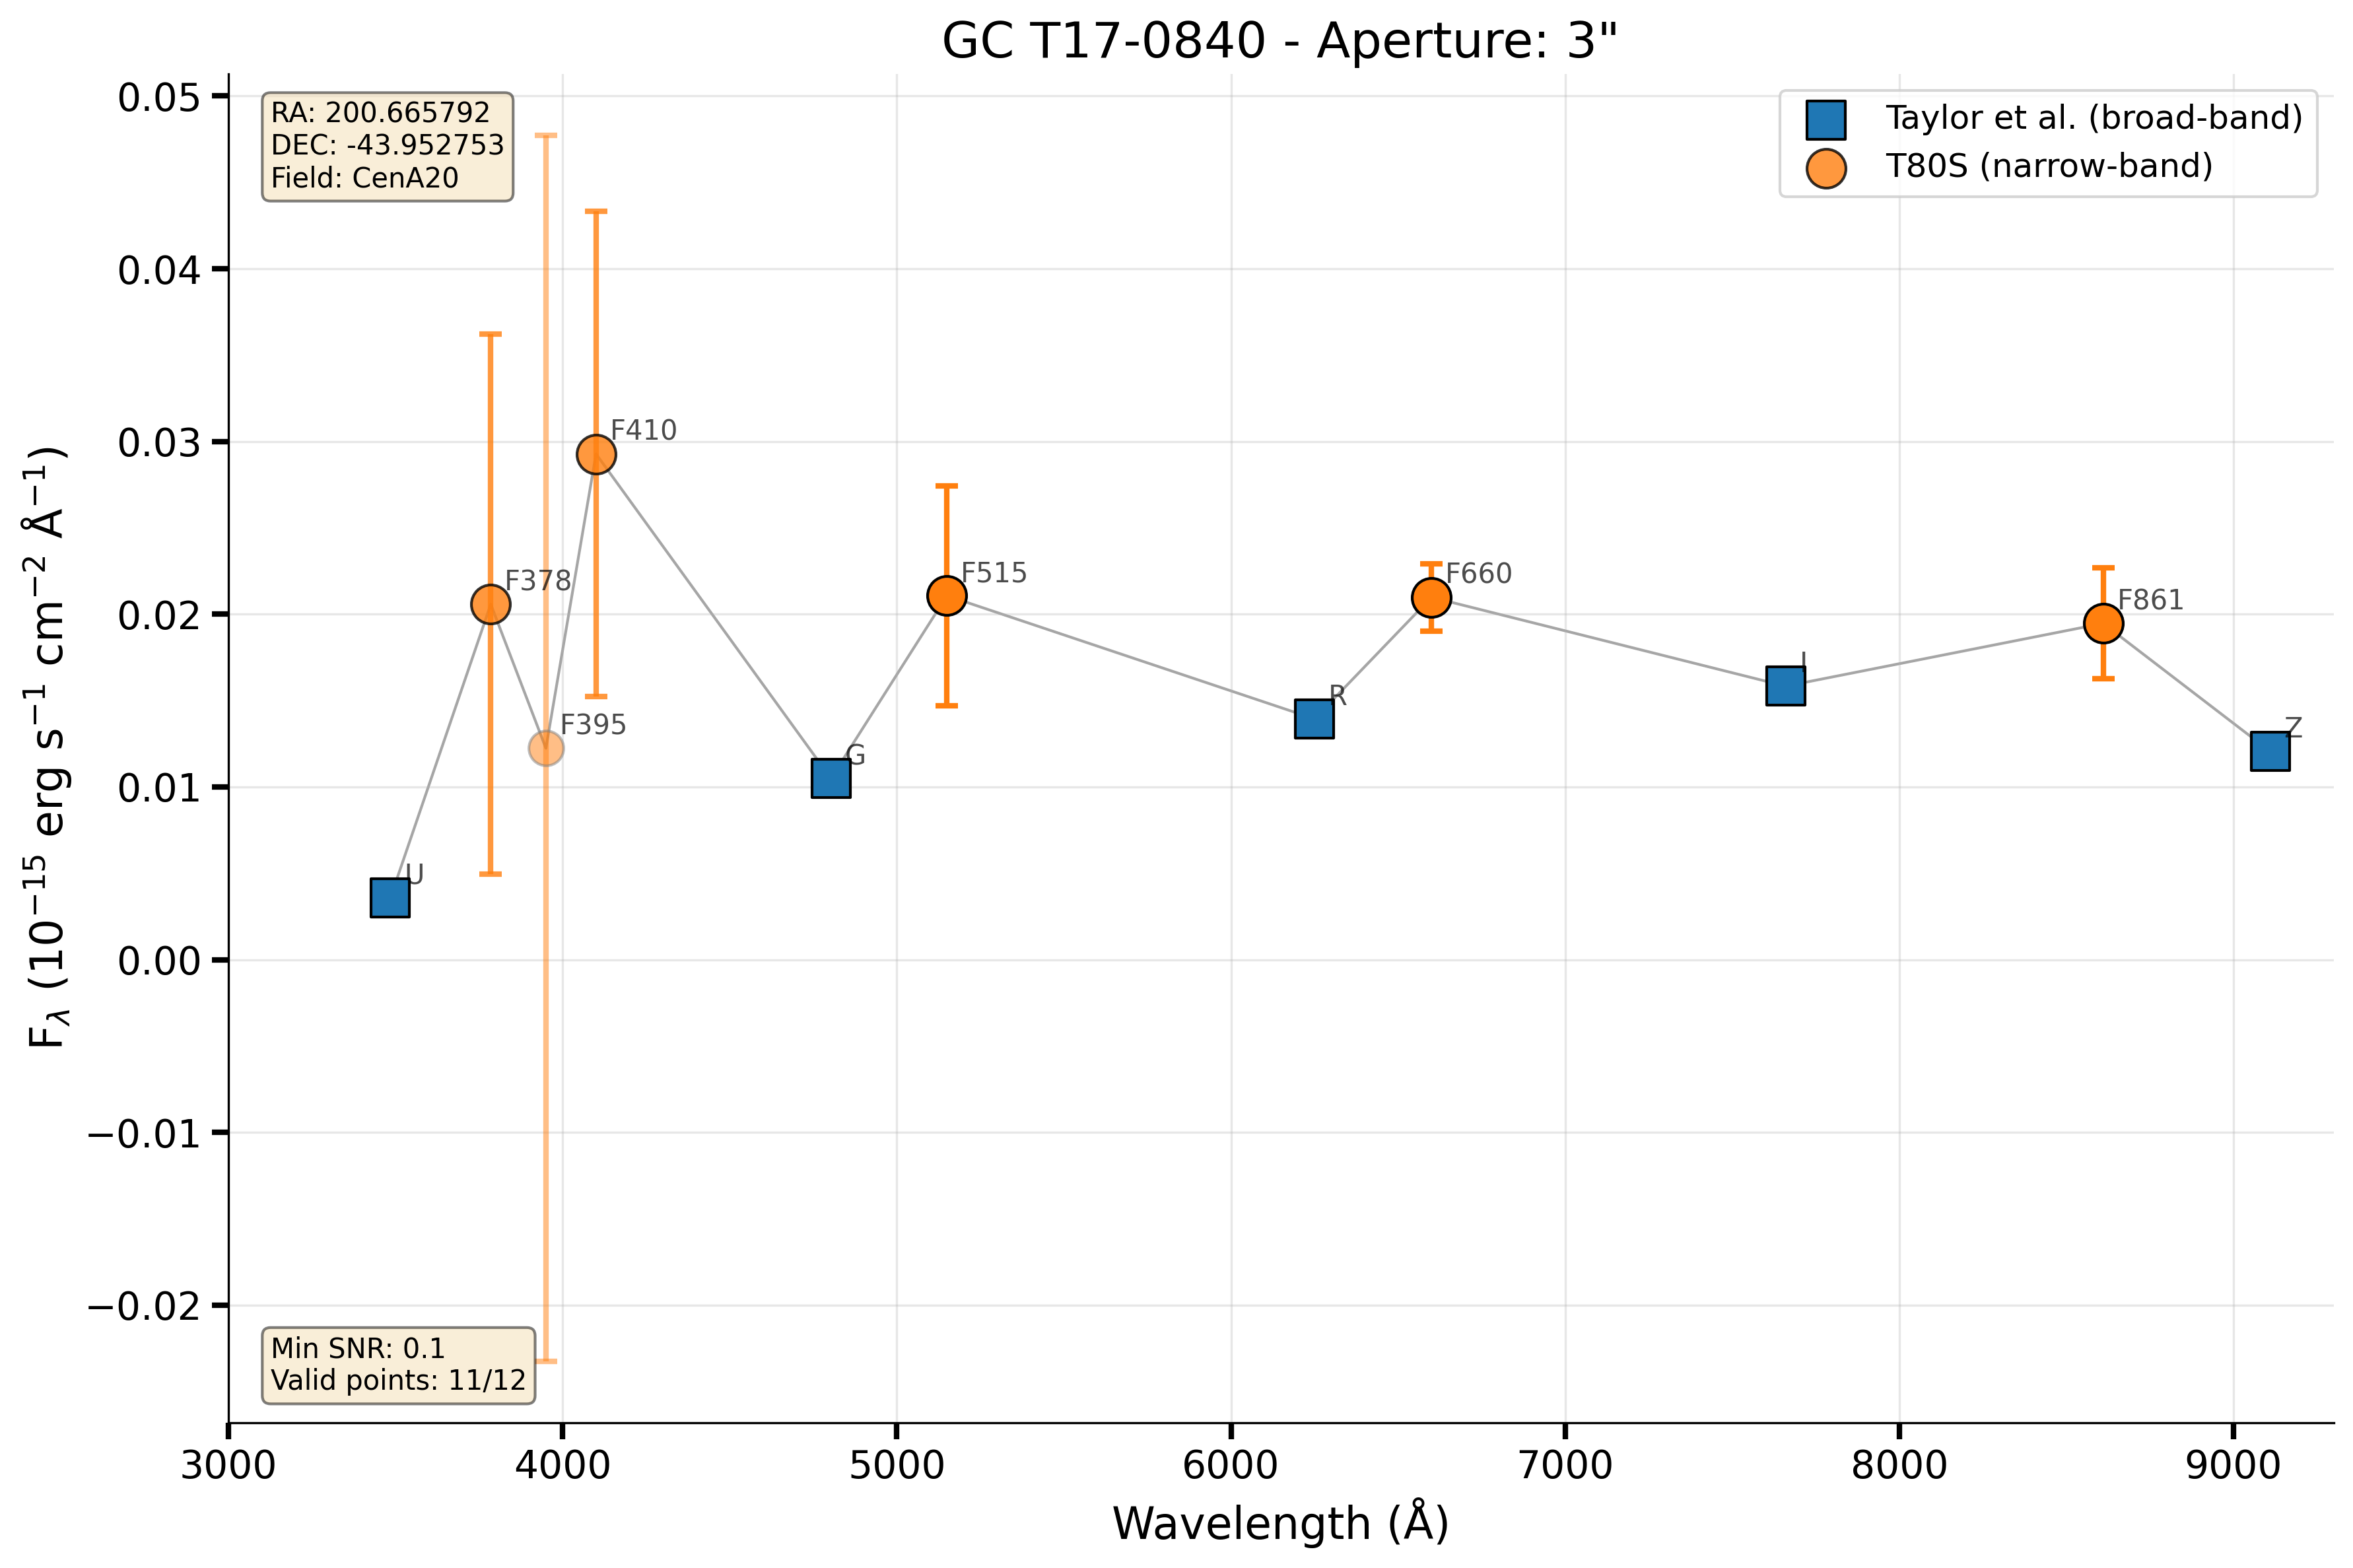 GC T17-0840 - Aperture: 3"
RA: 200.665792
DEC: -43.952753
Field: CenA20
Taylor et al. (broad-band)
T80S (narrow-band)
0.05
0.04
0.03
0.02
0.01
0.00
−0.01
−0.02
F_λ (10⁻¹⁵ erg s⁻¹ cm⁻² Å⁻¹)
U
F378
F395
F410
G
F515
R
F660
I
F861
Z
Min SNR: 0.1
Valid points: 11/12
3000 4000 5000 6000 7000 8000 9000
Wavelength (Å)